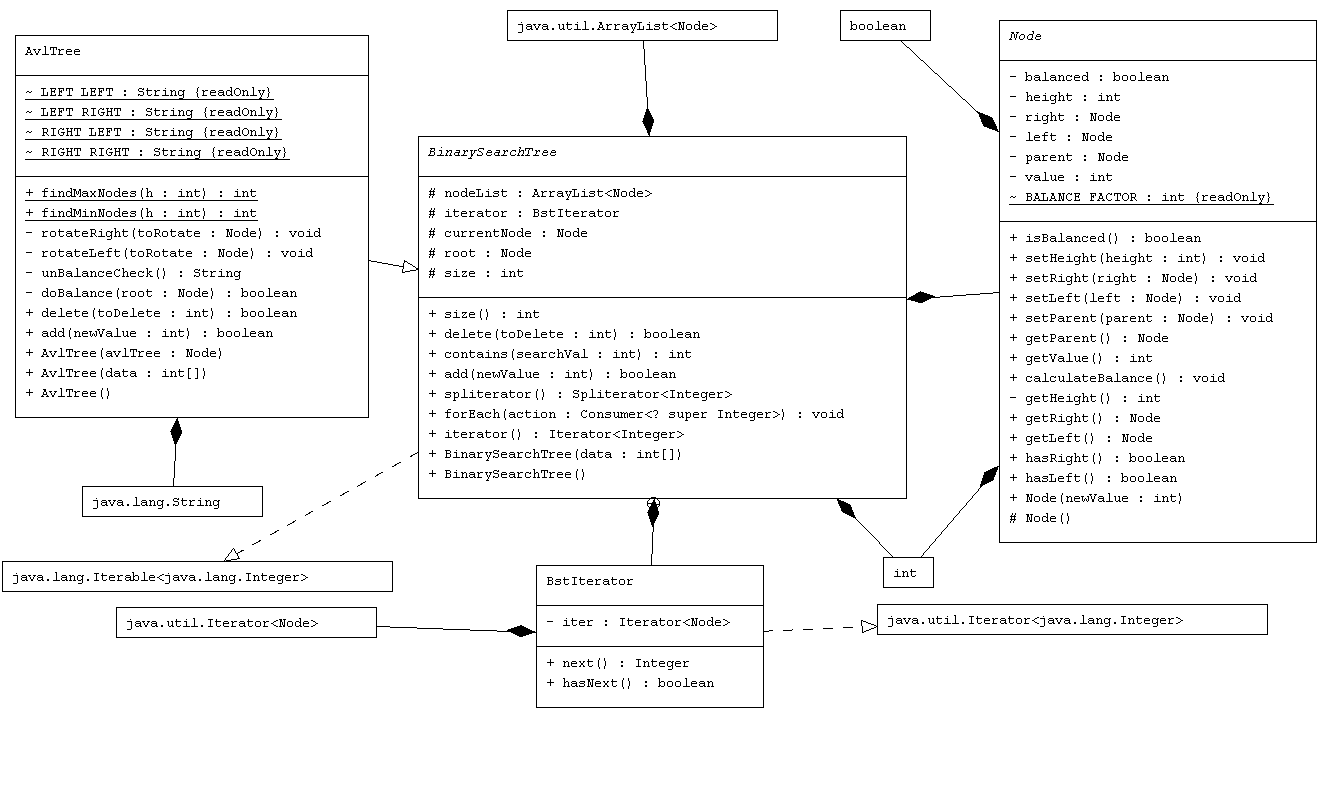 java.util.ArrayList<Node>
boolean
AvlTree
~ LEFT LEFT : String {readOnly}
~ LEFT RIGHT : String {readOnly}
~ RIGHT LEFT : String {readOnly}
~ RIGHT RIGHT : String {readOnly}
+ findMaxNodes(h : int) : int
+ findMinNodes(h : int) : int
- rotateRight(toRotate : Node) : void
- rotateLeft(toRotate : Node) : void
- unBalanceCheck() : String
- doBalance(root : Node) : boolean
+ delete(toDelete : int) : boolean
+ add(newValue : int) : boolean
+ AvlTree(avlTree : Node)
+ AvlTree(data : int[])
+ AvlTree()
BinarySearchTree
# nodeList : ArrayList<Node>
# iterator : BstIterator
# currentNode : Node
# root : Node
# size : int
+ size() : int
+ delete(toDelete : int) : boolean
+ contains(searchVal : int) : int
+ add(newValue : int) : boolean
+ spliterator() : Spliterator<Integer>
+ forEach(action : Consumer<? super Integer>) : void
+ iterator() : Iterator<Integer>
+ BinarySearchTree(data : int[])
+ BinarySearchTree()
Node
- balanced : boolean
- height : int
- right : Node
- left : Node
- parent : Node
- value : int
~ BALANCE FACTOR : int {readOnly}
+ isBalanced() : boolean
+ setHeight(height : int) : void
+ setRight(right : Node) : void
+ setLeft(left : Node) : void
+ setParent(parent : Node) : void
+ getParent() : Node
+ getValue() : int
+ calculateBalance() : void
- getHeight() : int
+ getRight() : Node
+ getLeft() : Node
+ hasRight() : boolean
+ hasLeft() : boolean
+ Node(newValue : int)
# Node()
java.lang.String
java.lang.Iterable<java.lang.Integer>
int
java.util.Iterator<Node>
BstIterator
- iter : Iterator<Node>
+ next() : Integer
+ hasNext() : boolean
java.util.Iterator<java.lang.Integer>